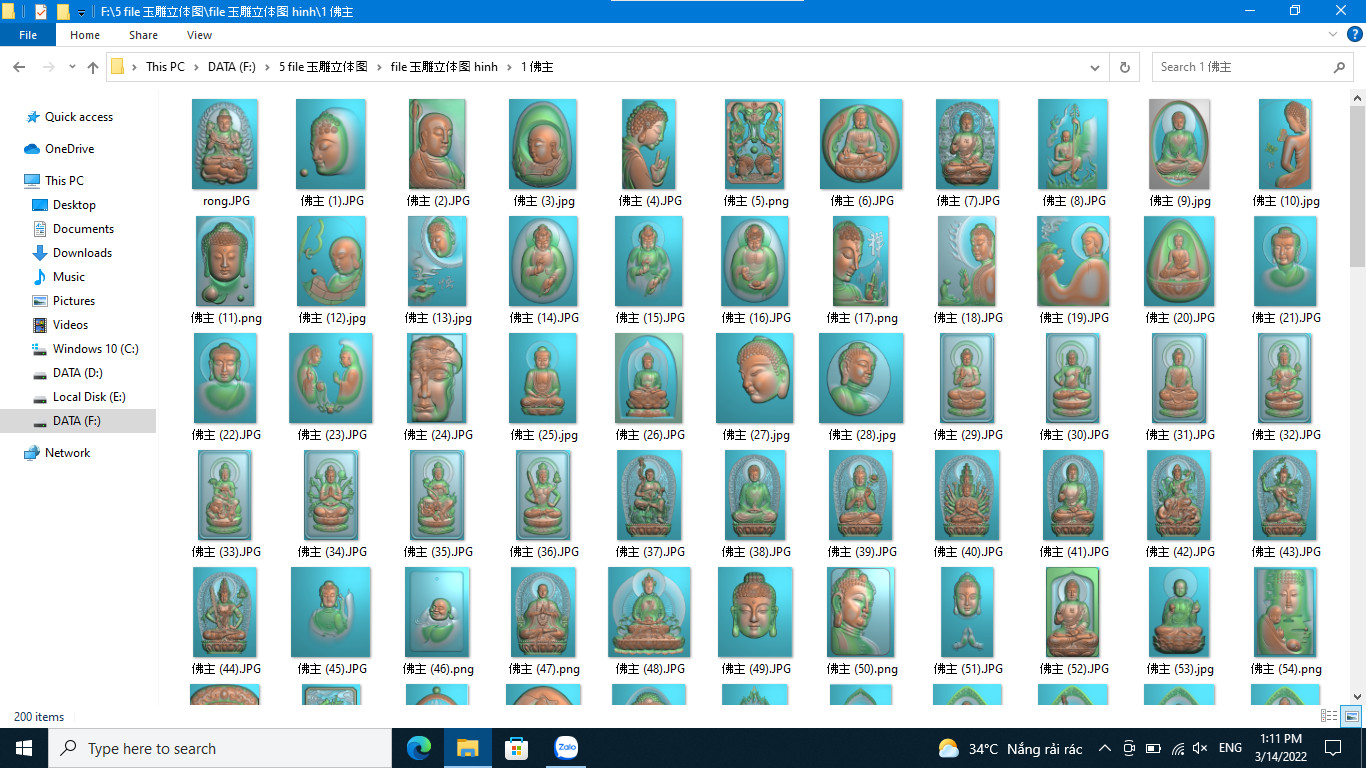 F:\5 file 玉雕立体图\file 玉雕立体图 hinh\1 佛主
File Home Share View
This PC DATA (F:) 5 file 玉雕立体图 file 玉雕立体图 hinh 1 佛主
Search 1 佛主
Quick access
OneDrive
This PC
Desktop
Documents
Downloads
Music
Pictures
Videos
Windows 10 (C:)
DATA (D:)
Local Disk (E:)
DATA (F:)
Network
rong.JPG 佛主 (1).JPG 佛主 (2).JPG 佛主 (3).jpg 佛主 (4).JPG 佛主 (5).png 佛主 (6).JPG 佛主 (7).JPG 佛主 (8).JPG 佛主 (9).jpg 佛主 (10).jpg
佛主 (11).png 佛主 (12).jpg 佛主 (13).jpg 佛主 (14).JPG 佛主 (15).JPG 佛主 (16).JPG 佛主 (17).png 佛主 (18).JPG 佛主 (19).JPG 佛主 (20).JPG 佛主 (21).JPG
佛主 (22).JPG 佛主 (23).JPG 佛主 (24).JPG 佛主 (25).jpg 佛主 (26).JPG 佛主 (27).jpg 佛主 (28).jpg 佛主 (29).JPG 佛主 (30).JPG 佛主 (31).JPG 佛主 (32).JPG
佛主 (33).JPG 佛主 (34).JPG 佛主 (35).JPG 佛主 (36).JPG 佛主 (37).JPG 佛主 (38).JPG 佛主 (39).JPG 佛主 (40).JPG 佛主 (41).JPG 佛主 (42).JPG 佛主 (43).JPG
佛主 (44).JPG 佛主 (45).JPG 佛主 (46).png 佛主 (47).png 佛主 (48).JPG 佛主 (49).JPG 佛主 (50).png 佛主 (51).JPG 佛主 (52).JPG 佛主 (53).jpg 佛主 (54).png
200 items
Type here to search
Zalo
34°C Nắng rải rác
ENG
1:11 PM
3/14/2022